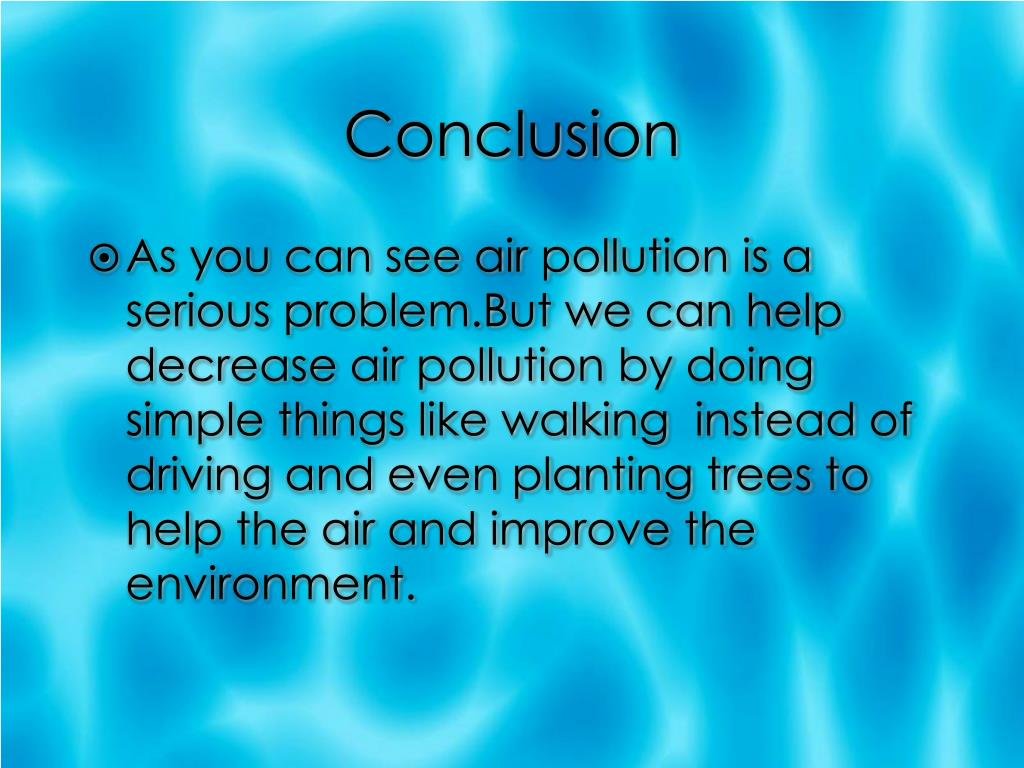 Conclusion
⦿As you can see air pollution is a
serious problem.But we can help
decrease air pollution by doing
simple things like walking  instead of
driving and even planting trees to
help the air and improve the
environment.